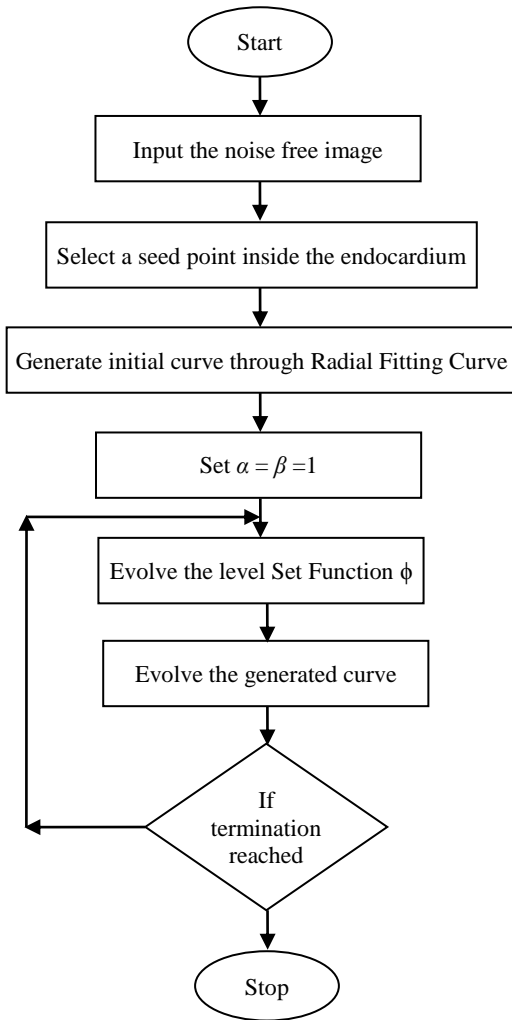 Start
Input the noise free image
Select a seed point inside the endocardium
Generate initial curve through Radial Fitting Curve
Set α = β =1
Evolve the level Set Function ϕ
Evolve the generated curve
If
termination
reached
Stop